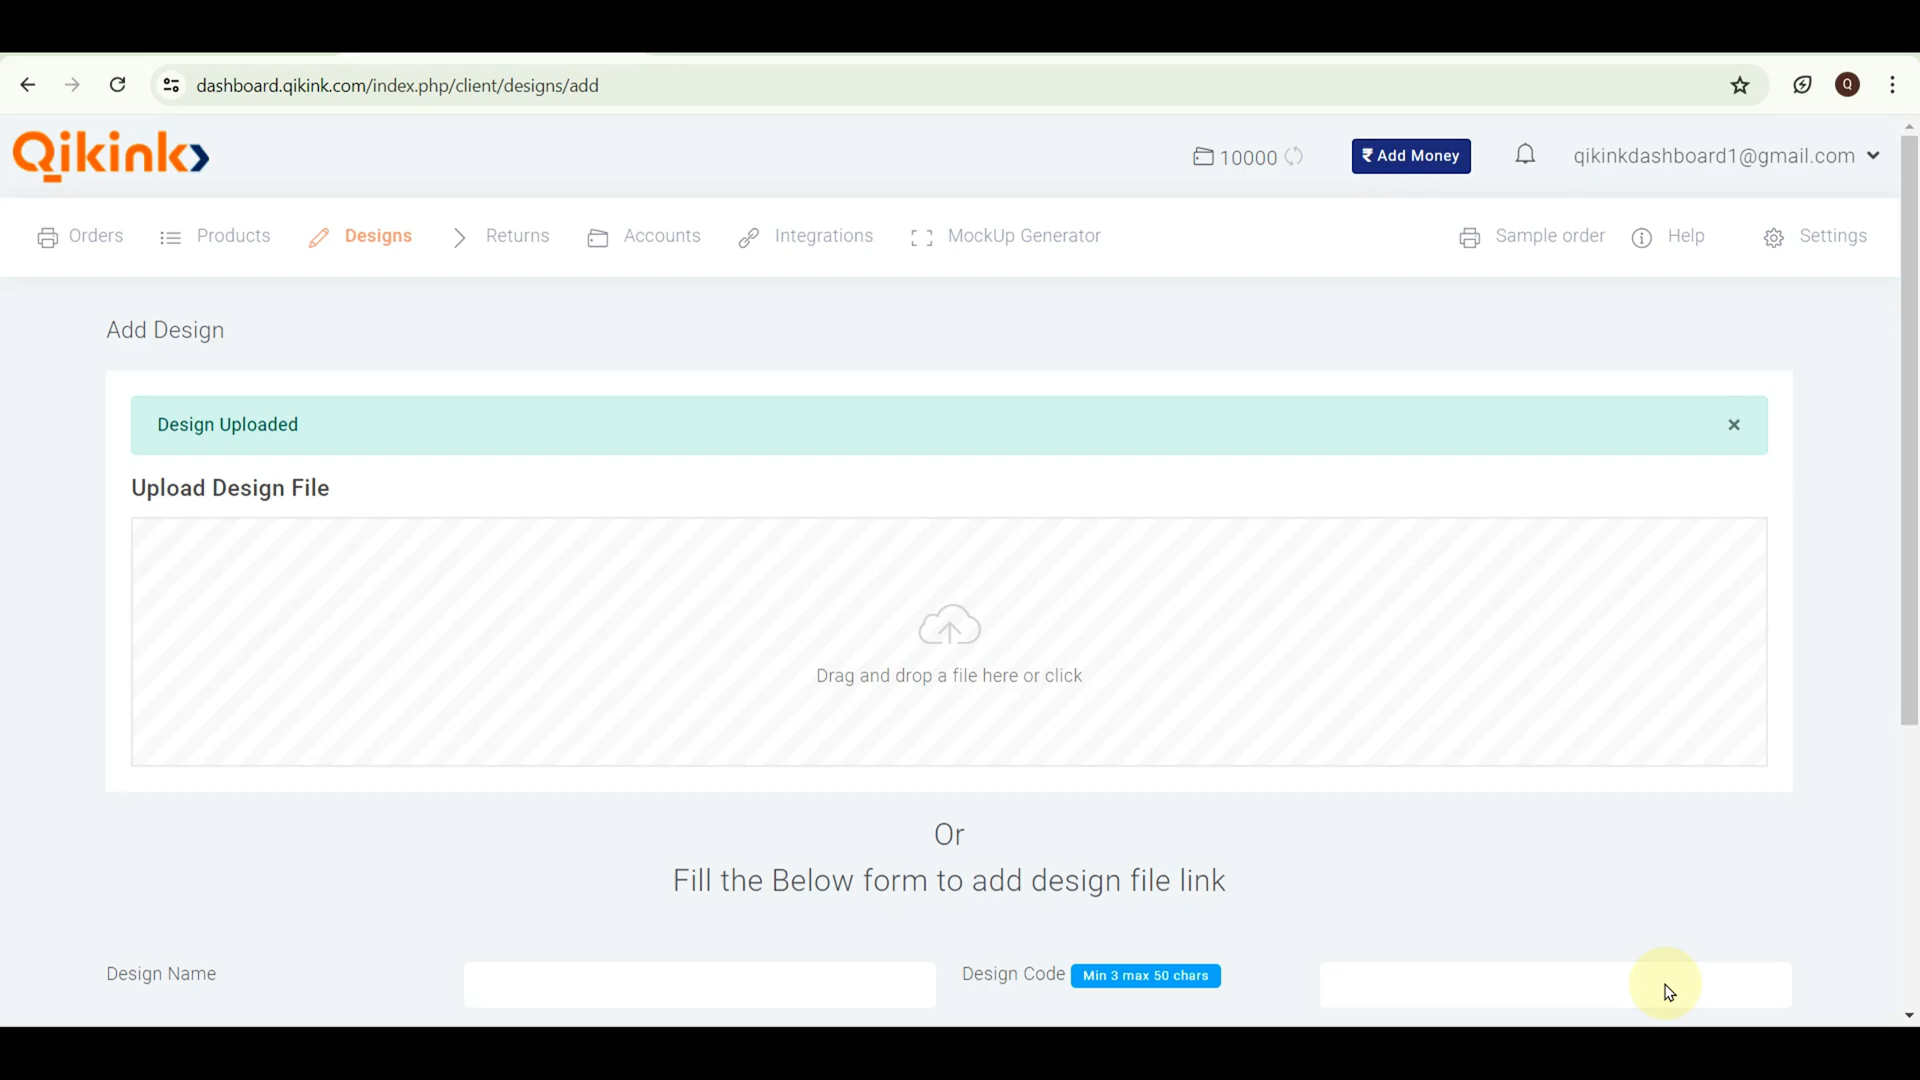 dashboard.qikink.com/index.php/client/designs/add
Q
Qikink
10000
₹ Add Money
qikinkdashboard1@gmail.com
Orders
Products
Designs
Returns
Accounts
Integrations
MockUp Generator
Sample order
Help
Settings
Add Design
Design Uploaded
×
Upload Design File
Drag and drop a file here or click
Or
Fill the Below form to add design file link
Design Name
Design Code Min 3 max 50 chars